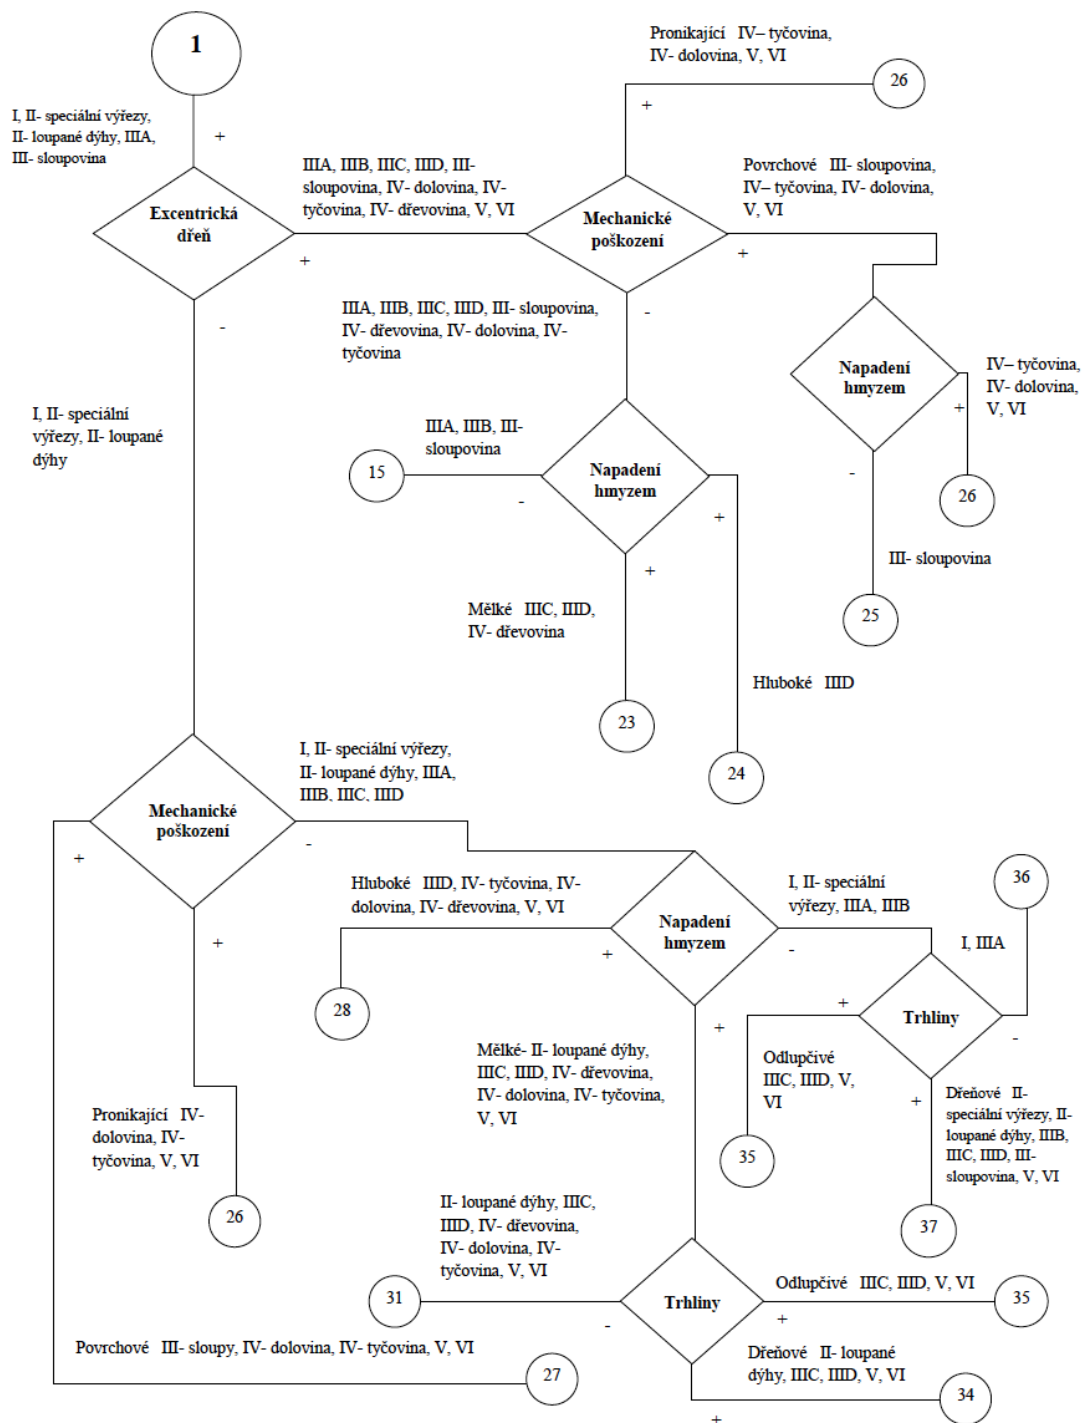 1
I, II- speciální výřezy,
II- loupané dýhy, IIIA,
III- sloupovina
+
Excentrická
dřeň
+
-
IIIA, IIIB, IIIC, IIID, III-
sloupovina, IV- dolovina, IV-
tyčovina, IV- dřevovina, V, VI
Pronikající IV– tyčovina,
IV- dolovina, V, VI
26
+
Mechanické
poškození
+
-
Povrchové III- sloupovina,
IV– tyčovina, IV- dolovina,
V, VI
IIIA, IIIB, IIIC, IIID, III- sloupovina,
IV- dřevovina, IV- dolovina, IV-
tyčovina
Napadení
hmyzem
+
-
IV– tyčovina,
IV- dolovina,
V, VI
26
III- sloupovina
25
I, II- speciální
výřezy, II- loupané
dýhy
IIIA, IIIB, III-
sloupovina
15
Napadení
hmyzem
-
+
+
Mělké IIIC, IIID,
IV- dřevovina
23
Hluboké IIID
24
Mechanické
poškození
+
-
+
I, II- speciální výřezy,
II- loupané dýhy, IIIA,
IIIB, IIIC, IIID
Hluboké IIID, IV- tyčovina, IV-
dolovina, IV- dřevovina, V, VI
28
Napadení
hmyzem
+
-
+
I, II- speciální
výřezy, IIIA, IIIB
36
I, IIIA
Trhliny
+
-
+
Odlupčivé
IIIC, IIID, V,
VI
35
Dřeňové II-
speciální výřezy, II-
loupané dýhy, IIIB,
IIIC, IIID, III-
sloupovina, V, VI
37
Mělké- II- loupané dýhy,
IIIC, IIID, IV- dřevovina,
IV- dolovina, IV- tyčovina,
V, VI
Pronikající IV-
dolovina, IV-
tyčovina, V, VI
26
II- loupané dýhy, IIIC,
IIID, IV- dřevovina,
IV- dolovina, IV-
tyčovina, V, VI
31
Trhliny
-
+
+
Odlupčivé IIIC, IIID, V, VI
35
Povrchové III- sloupy, IV- dolovina, IV- tyčovina, V, VI
27
Dřeňové II- loupané
dýhy, IIIC, IIID, V, VI
34